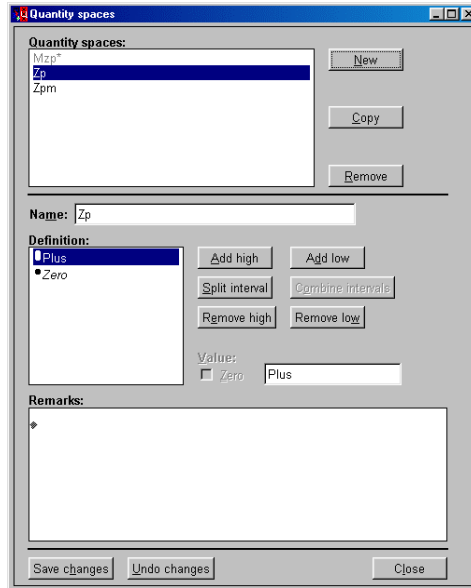 Quantity spaces
Quantity spaces:
Mzp*
Zp
Zpm
New
Copy
Remove
Name: Zp
Definition:
Plus
Zero
Add high
Add low
Split interval
Combine intervals
Remove high
Remove low
Value:
Zero
Plus
Remarks:
Save changes
Undo changes
Close